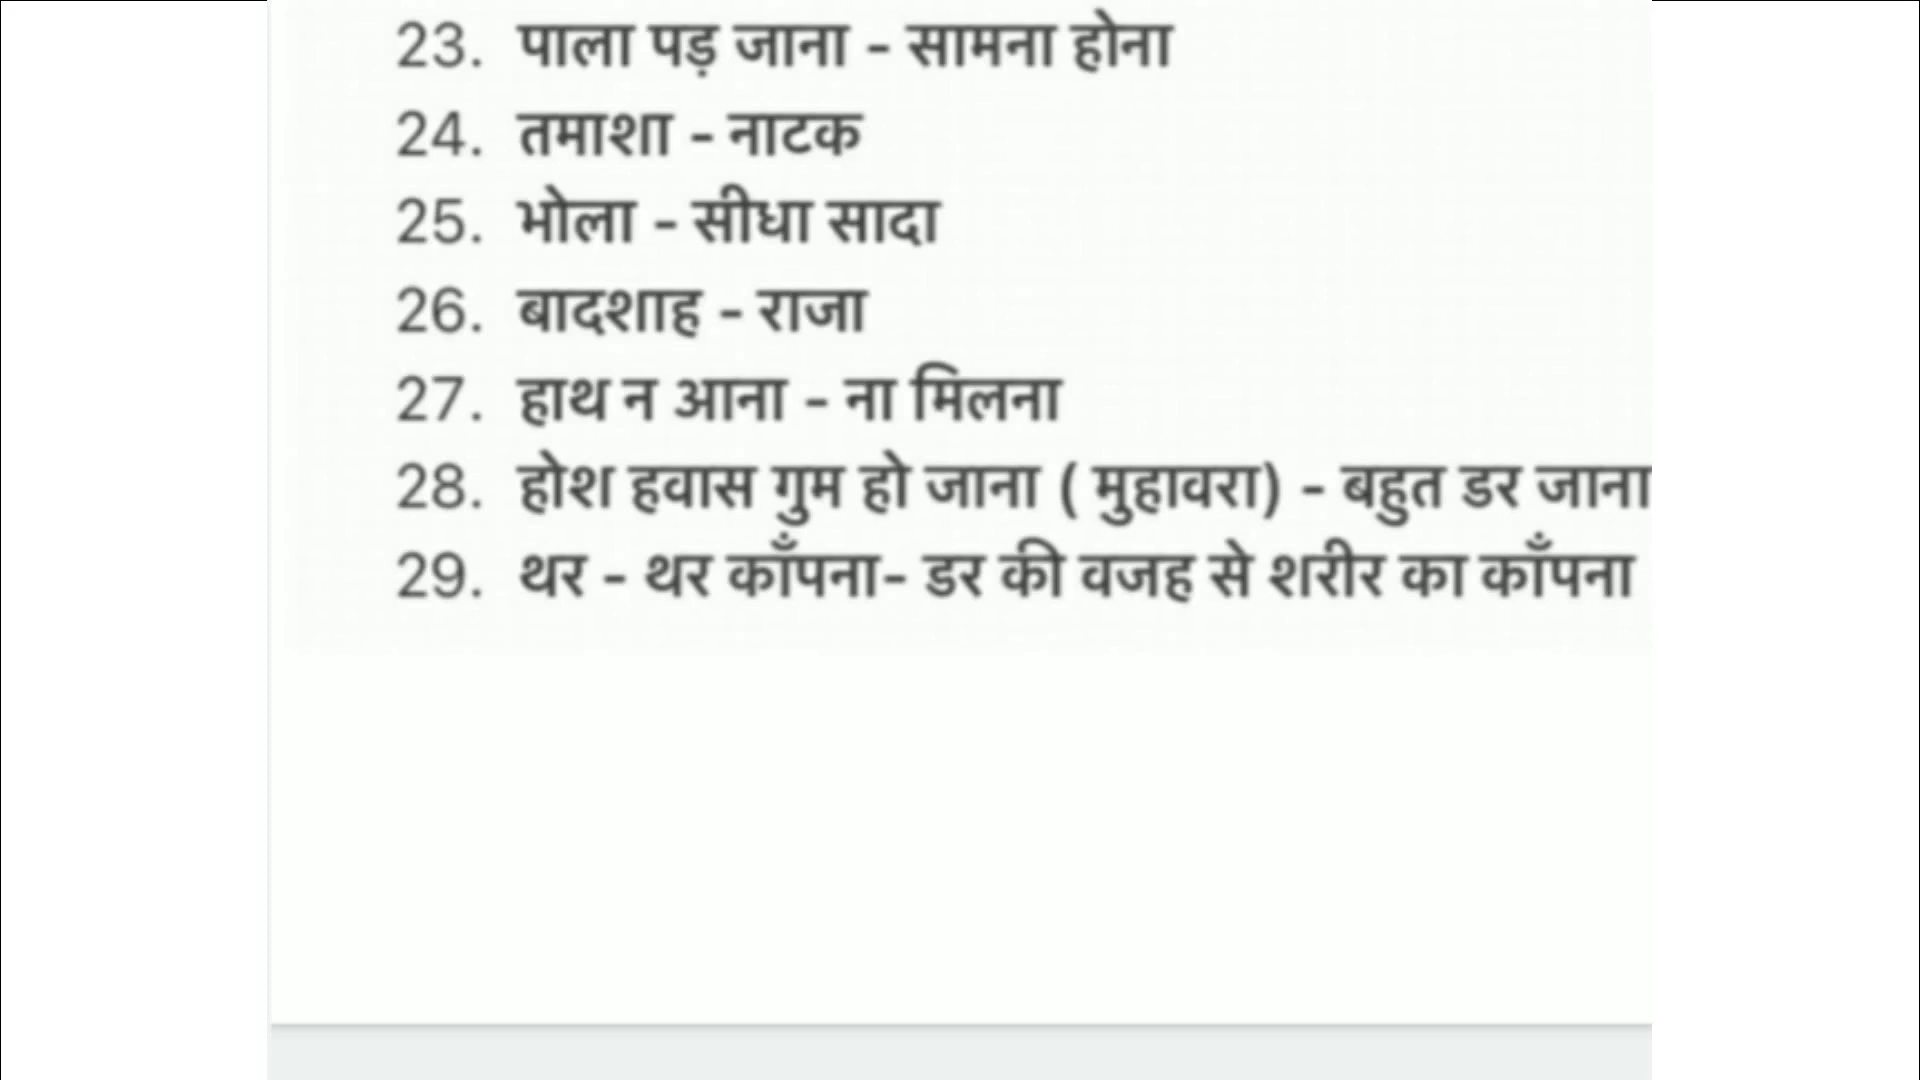 23. पाला पड़ जाना - सामना होना
24. तमाशा - नाटक
25. भोला - सीधा सादा
26. बादशाह - राजा
27. हाथ न आना - ना मिलना
28. होश हवास गुम हो जाना ( मुहावरा) - बहुत डर जाना
29. थर - थर काँपना- डर की वजह से शरीर का काँपना